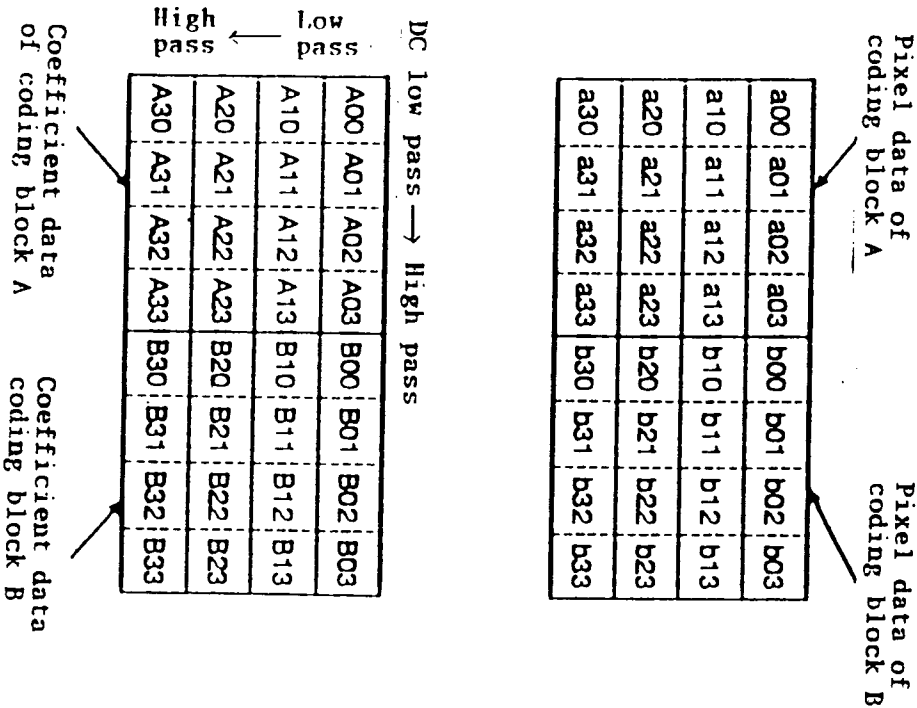 Pixel data of
coding block A
Pixel data of
coding block B
a00 a01 a02 a03 b00 b01 b02 b03
a10 a11 a12 a13 b10 b11 b12 b13
a20 a21 a22 a23 b20 b21 b22 b23
a30 a31 a32 a33 b30 b31 b32 b33
DC low pass → High pass
High pass ← Low pass
A00 A01 A02 A03 B00 B01 B02 B03
A10 A11 A12 A13 B10 B11 B12 B13
A20 A21 A22 A23 B20 B21 B22 B23
A30 A31 A32 A33 B30 B31 B32 B33
Coefficient data
of coding block A
Coefficient data
coding block B